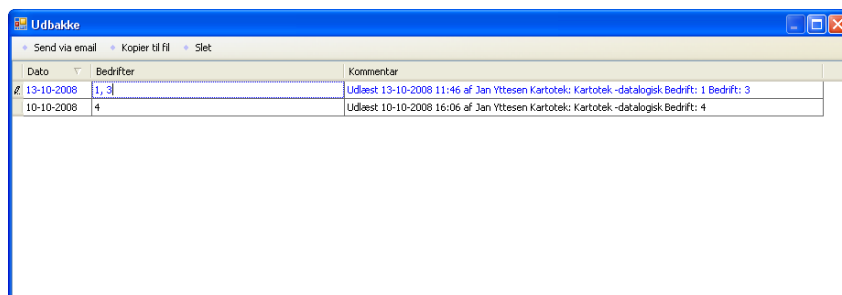 Udbakke
Send via email Kopier til fil Slet
Dato Bedrifter Kommentar
13-10-2008 1, 3 Udlæst 13-10-2008 11:46 af Jan Yttesen Kartotek: Kartotek -datalogisk Bedrift: 1 Bedrift: 3
10-10-2008 4 Udlæst 10-10-2008 16:06 af Jan Yttesen Kartotek: Kartotek -datalogisk Bedrift: 4